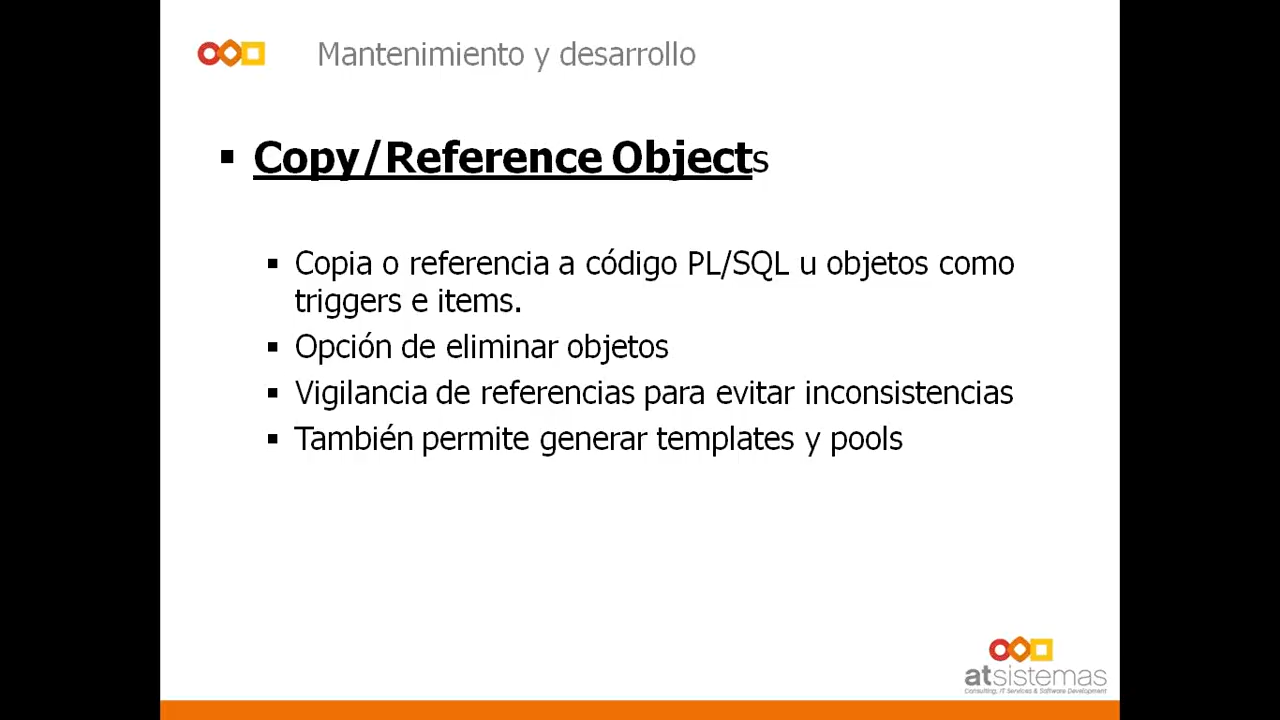 Mantenimiento y desarrollo
▪ Copy/Reference Objects
▪ Copia o referencia a código PL/SQL u objetos como
triggers e items.
▪ Opción de eliminar objetos
▪ Vigilancia de referencias para evitar inconsistencias
▪ También permite generar templates y pools
atsistemas
Consulting, IT Services & Software Development